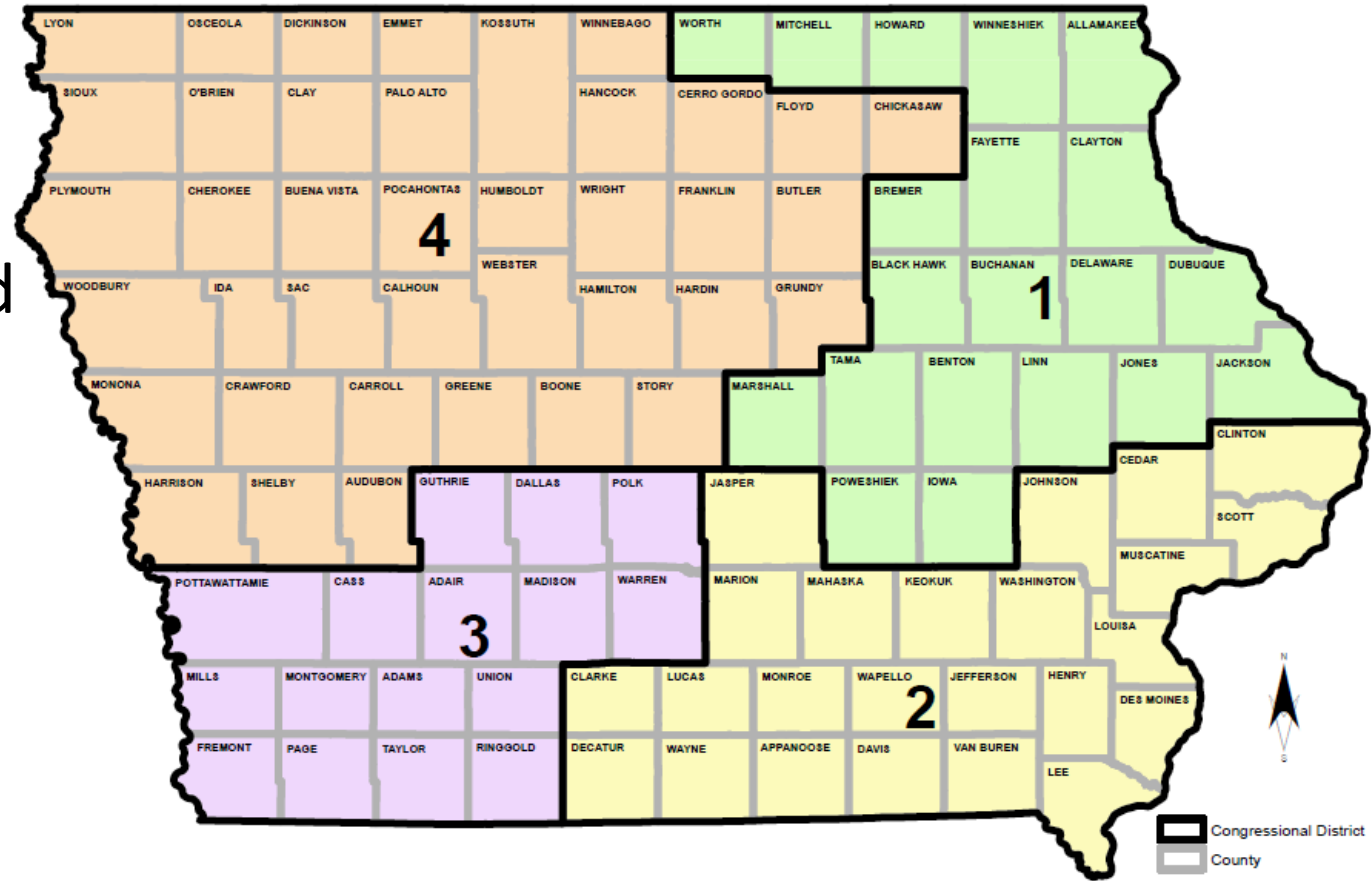 LYON OSCEOLA DICKINSON EMMET KOSSUTH WINNEBAGO WORTH MITCHELL HOWARD WINNESHIEK ALLAMAKEE
SIOUX O'BRIEN CLAY PALO ALTO HANCOCK CERRO GORDO FLOYD CHICKASAW
FAYETTE CLAYTON
PLYMOUTH CHEROKEE BUENA VISTA POCAHONTAS HUMBOLDT WRIGHT FRANKLIN BUTLER BREMER
4
WEBSTER BLACK HAWK BUCHANAN DELAWARE DUBUQUE
d
WOODBURY IDA SAC CALHOUN HAMILTON HARDIN GRUNDY
1
TAMA BENTON LINN JONES JACKSON
MONONA CRAWFORD CARROLL GREENE BOONE STORY MARSHALL
CLINTON
CEDAR
HARRISON SHELBY AUDUBON GUTHRIE DALLAS POLK JASPER POWESHIEK IOWA JOHNSON
SCOTT
MUSCATINE
POTTAWATTAMIE CASS ADAIR MADISON WARREN MARION MAHASKA KEOKUK WASHINGTON
LOUISA
3
N
MILLS MONTGOMERY ADAMS UNION CLARKE LUCAS MONROE WAPELLO JEFFERSON HENRY
DES MOINES
2
FREMONT PAGE TAYLOR RINGGOLD DECATUR WAYNE APPANOOSE DAVIS VAN BUREN
S
LEE
Congressional District
County